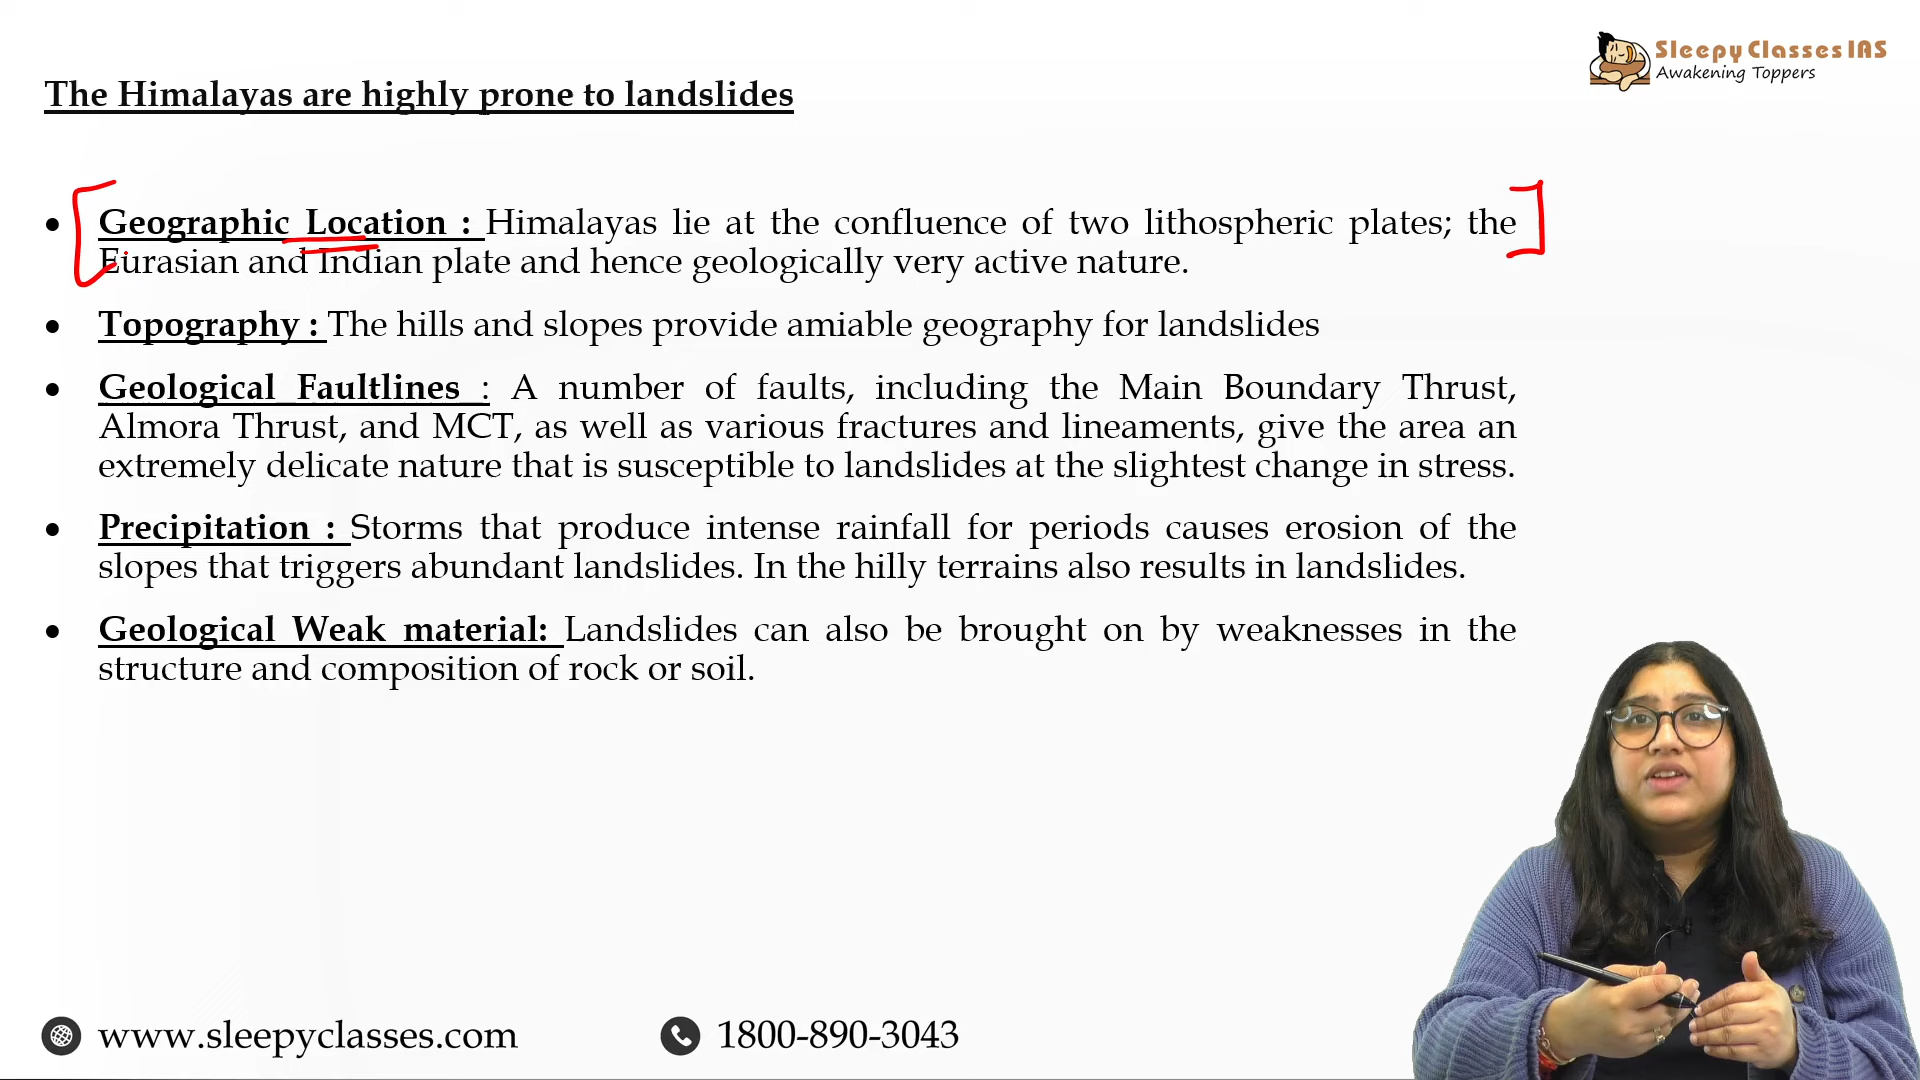 Sleepy Classes IAS
Awakening Toppers
The Himalayas are highly prone to landslides
• Geographic Location : Himalayas lie at the confluence of two lithospheric plates; the
Eurasian and Indian plate and hence geologically very active nature.
• Topography : The hills and slopes provide amiable geography for landslides
• Geological Faultlines : A number of faults, including the Main Boundary Thrust,
Almora Thrust, and MCT, as well as various fractures and lineaments, give the area an
extremely delicate nature that is susceptible to landslides at the slightest change in stress.
• Precipitation : Storms that produce intense rainfall for periods causes erosion of the
slopes that triggers abundant landslides. In the hilly terrains also results in landslides.
• Geological Weak material: Landslides can also be brought on by weaknesses in the
structure and composition of rock or soil.
www.sleepyclasses.com
1800-890-3043